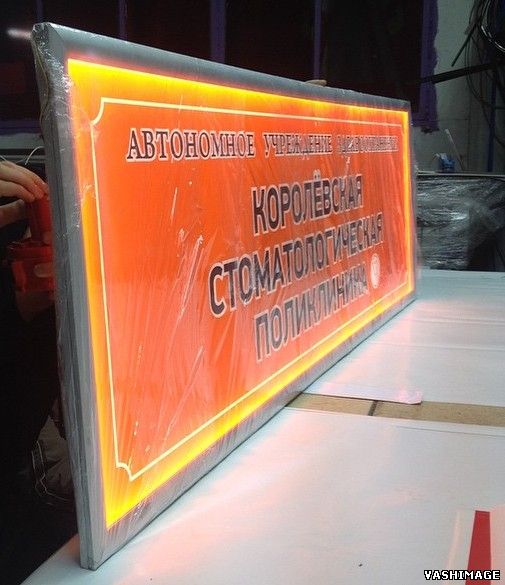 АВТОНОМНОЕ УЧРЕЖДЕНИЕ ЗДРАВООХРАНЕНИЯ
КОРОЛЁВСКАЯ
СТОМАТОЛОГИЧЕСКАЯ
ПОЛИКЛИНИКА
VASHIMAGE